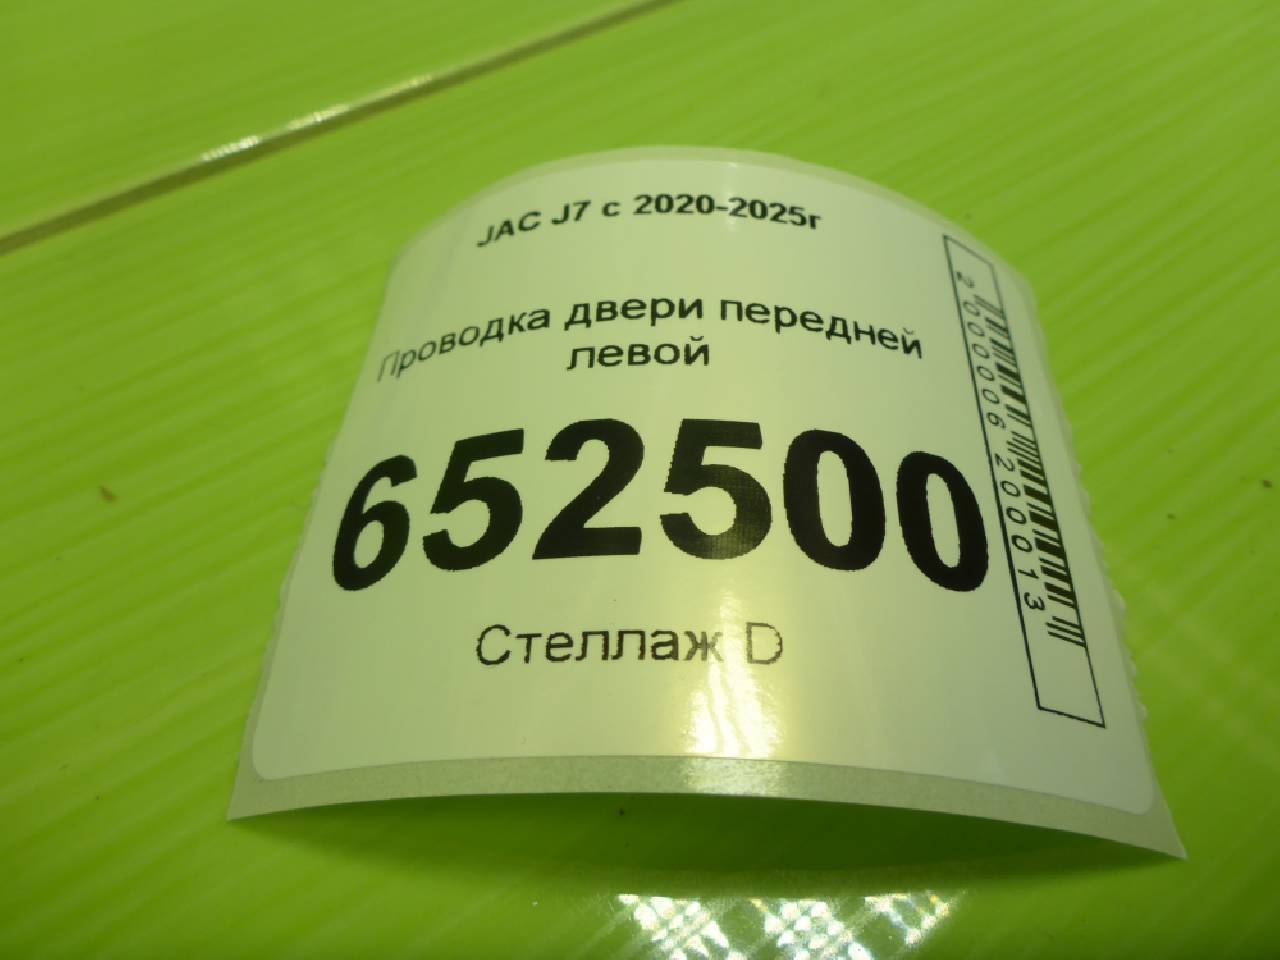 JAC J7 с 2020-2025г
Проводка двери передней
левой
652500
Стеллаж D
2000006200013